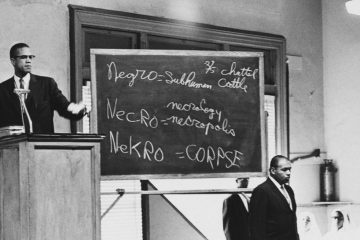 Negro = Subhuman 3/5 chattel Cattle
necrology
Necro = necropolis
NeKRO = CORPSE